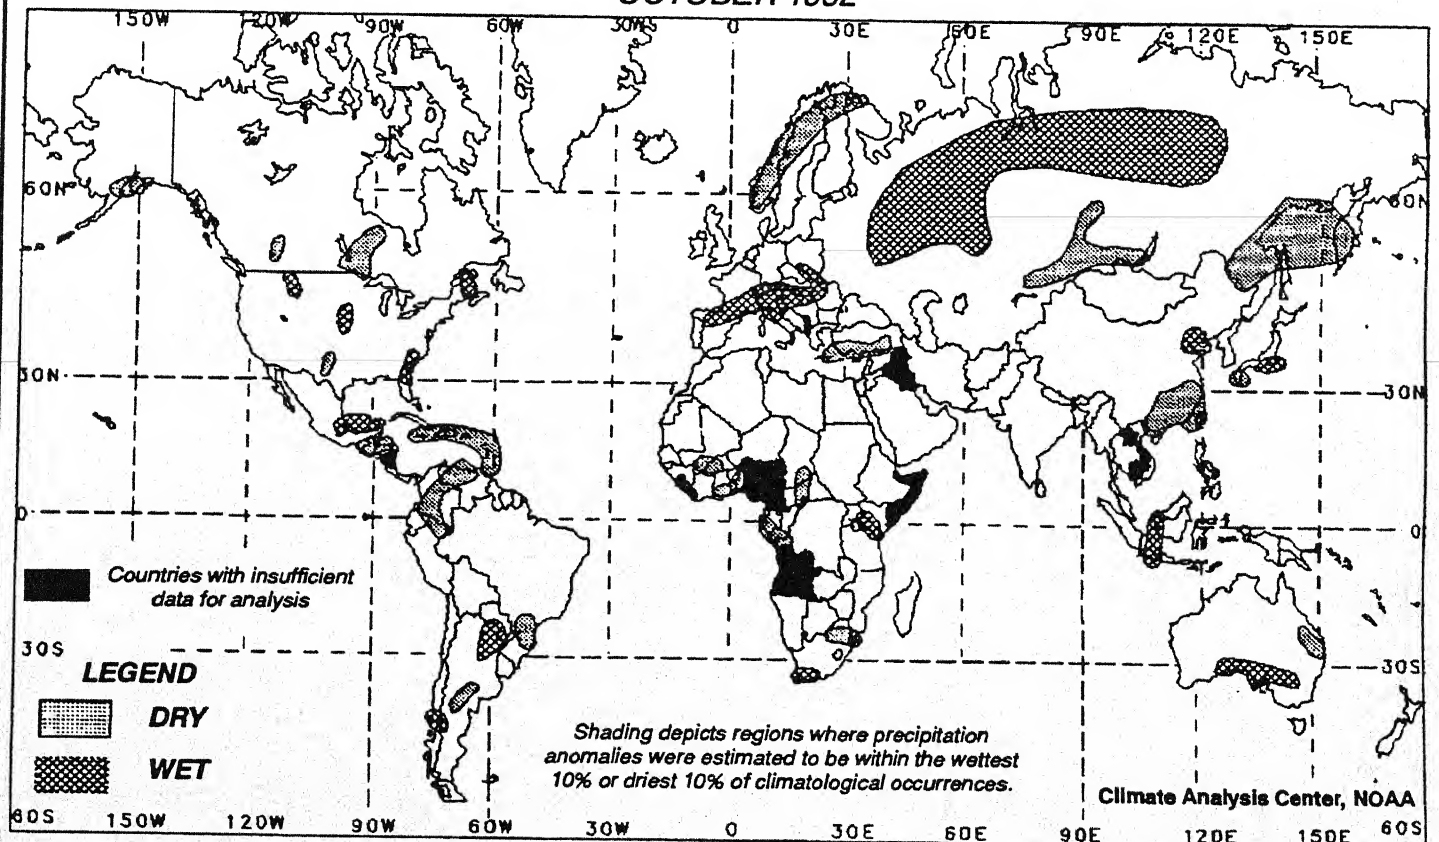 150W 120W 90W 60W 30W 0 30E 60E 90E 120E 150E
60N 60N
30N 30N
0 0
Countries with insufficient
data for analysis
30S 30S
LEGEND
DRY
WET
Shading depicts regions where precipitation
anomalies were estimated to be within the wettest
10% or driest 10% of climatological occurrences.
Climate Analysis Center, NOAA
60S 150W 120W 90W 60W 30W 0 30E 60E 90E 120E 150E 60S